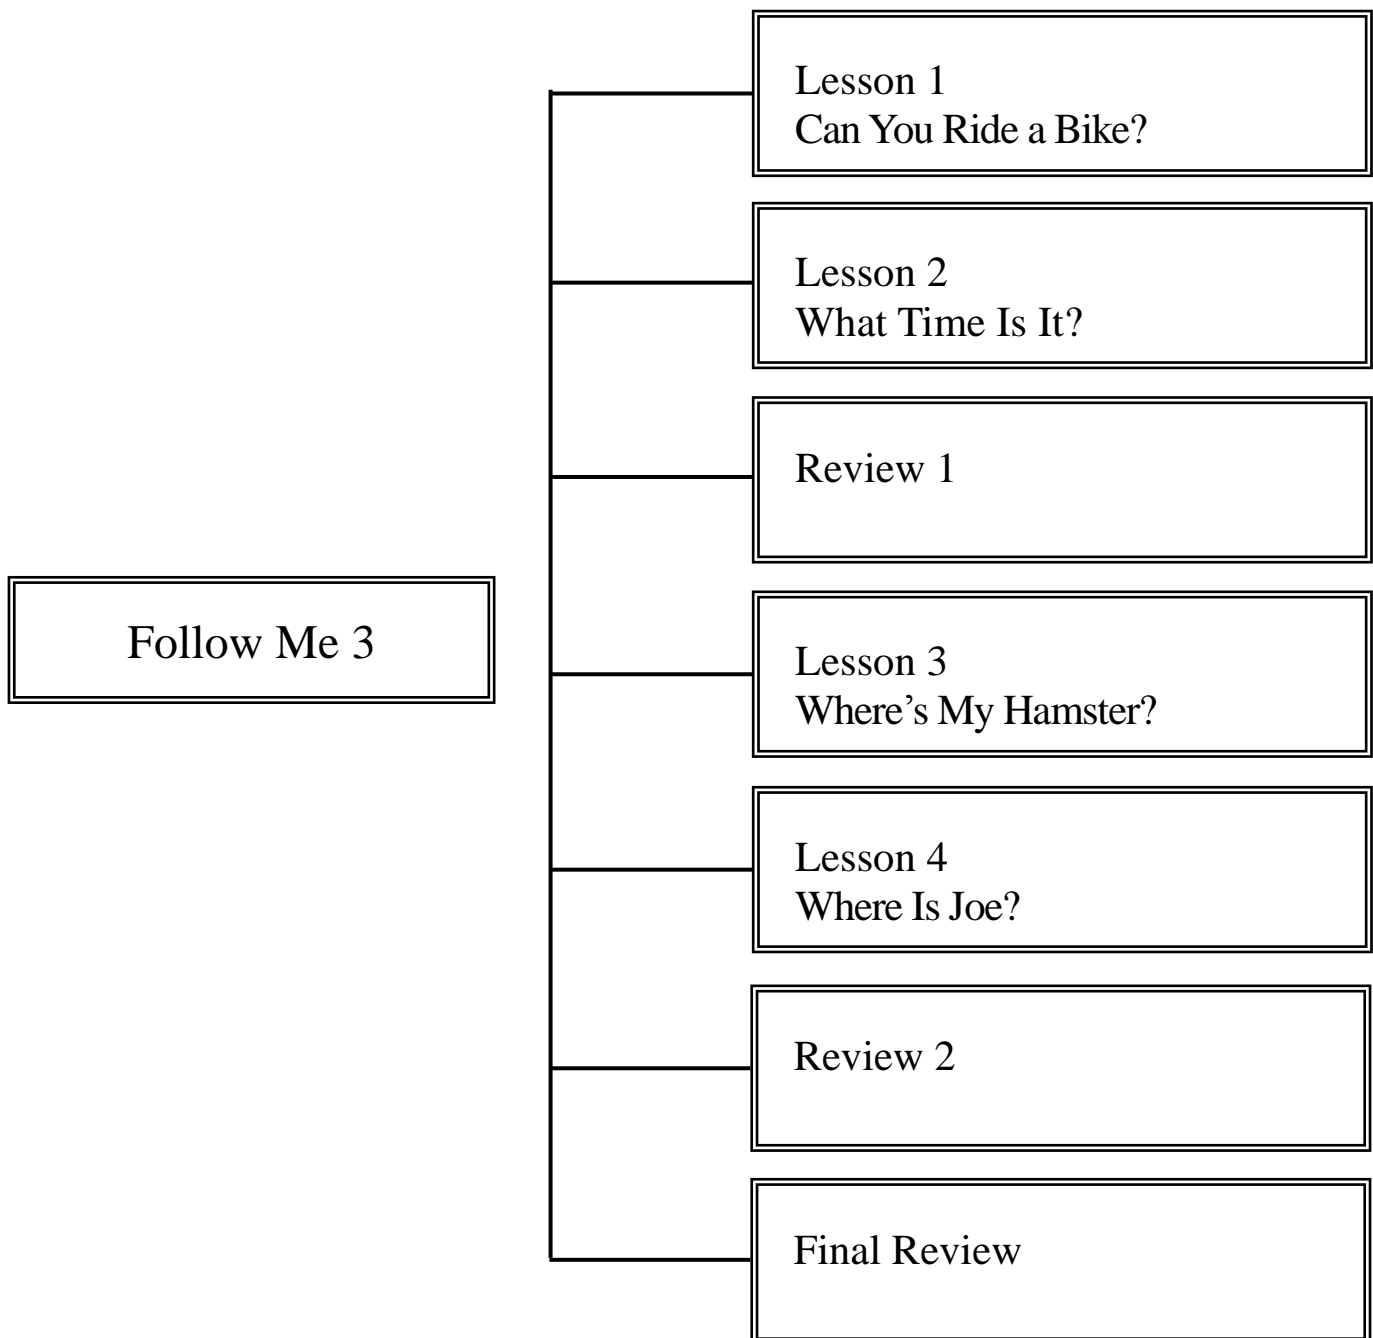 Follow Me 3
Lesson 1
Can You Ride a Bike?
Lesson 2
What Time Is It?
Review 1
Lesson 3
Where’s My Hamster?
Lesson 4
Where Is Joe?
Review 2
Final Review